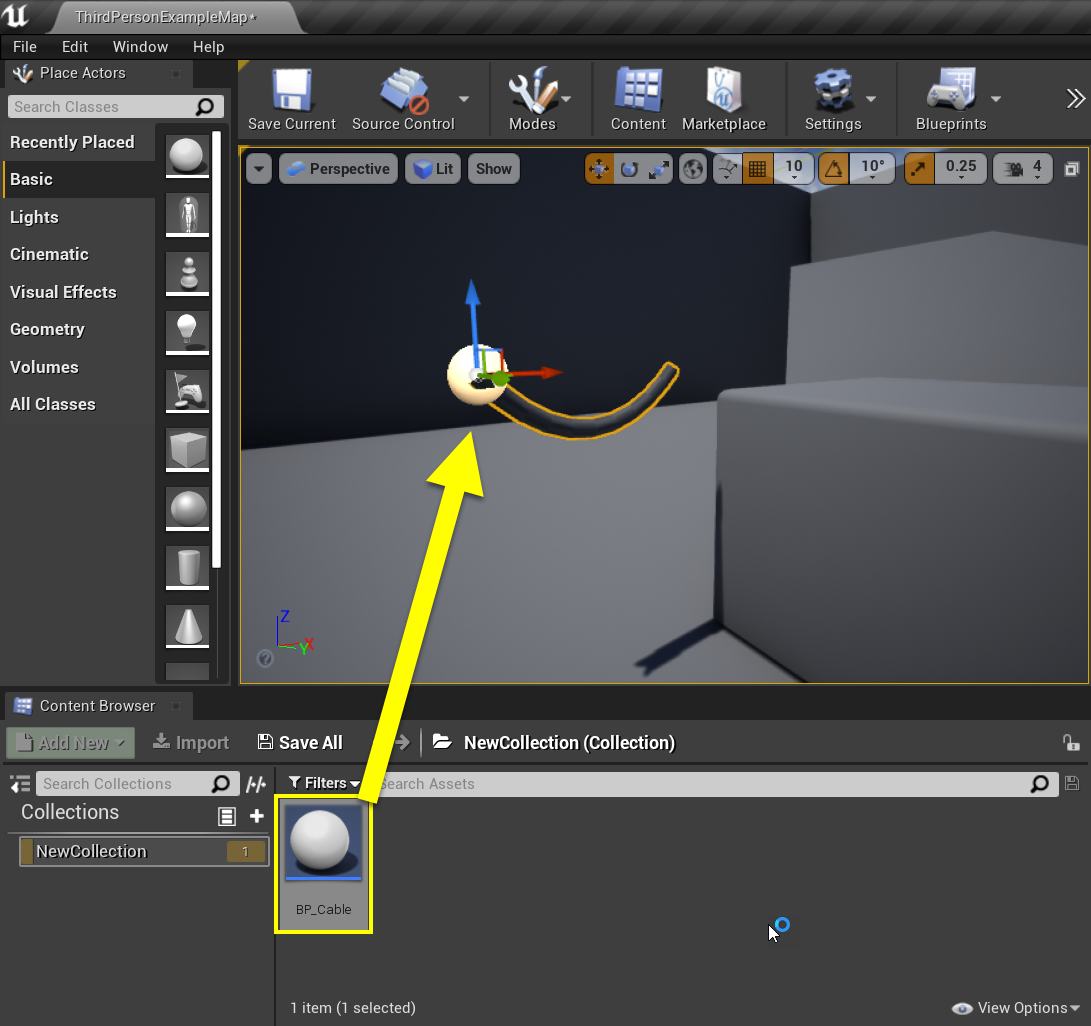 ThirdPersonExampleMap*
File Edit Window Help
Place Actors
Search Classes
Recently Placed
Basic
Lights
Cinematic
Visual Effects
Geometry
Volumes
All Classes
Save Current Source Control Modes Content Marketplace Settings Blueprints
Perspective Lit Show 10 10° 0.25 4
Z
Y X
?
Content Browser
Add New Import Save All NewCollection (Collection)
Search Collections Filters Search Assets
Collections
NewCollection 1
BP_Cable
1 item (1 selected) View Options